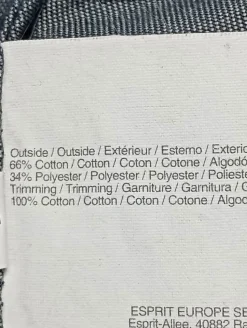 Outside / Outside / Extérieur / Esterno / Exterio
66% Cotton / Cotton / Coton / Cotone / Algodó
34% Polyester / Polyester / Polyester / Polieste
Trimming / Trimming / Garniture / Garnitura / G
100% Cotton / Cotton / Coton / Cotone / Algod
ESPRIT EUROPE SE
Esprit-Allee, 40882 Ra